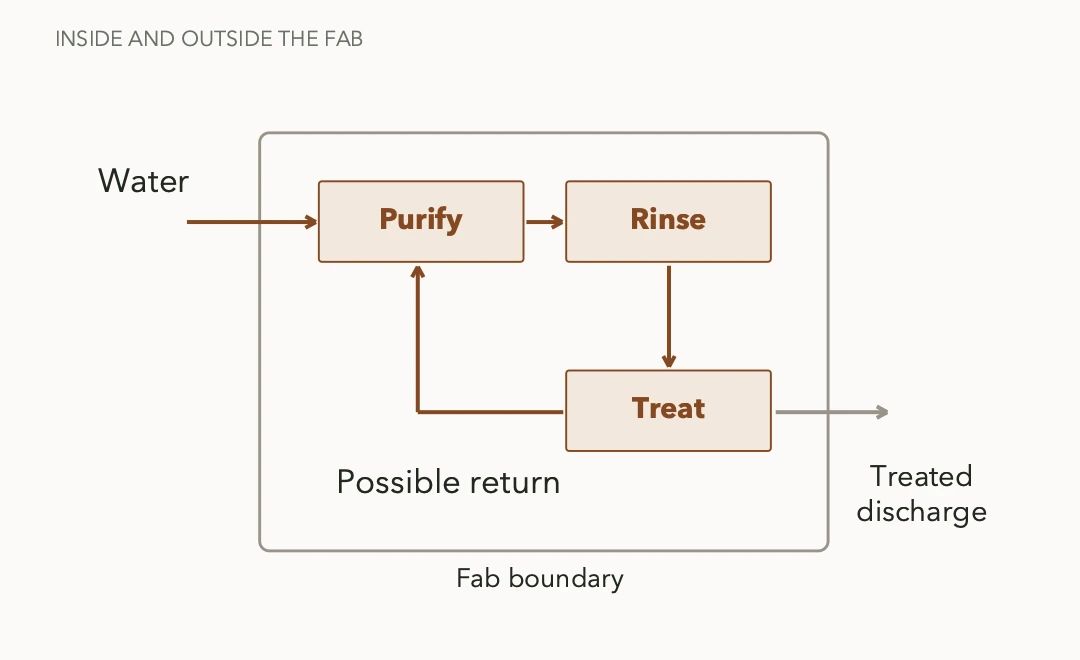 INSIDE AND OUTSIDE THE FAB
Water
Purify
Rinse
Treat
Possible return
Treated
discharge
Fab boundary